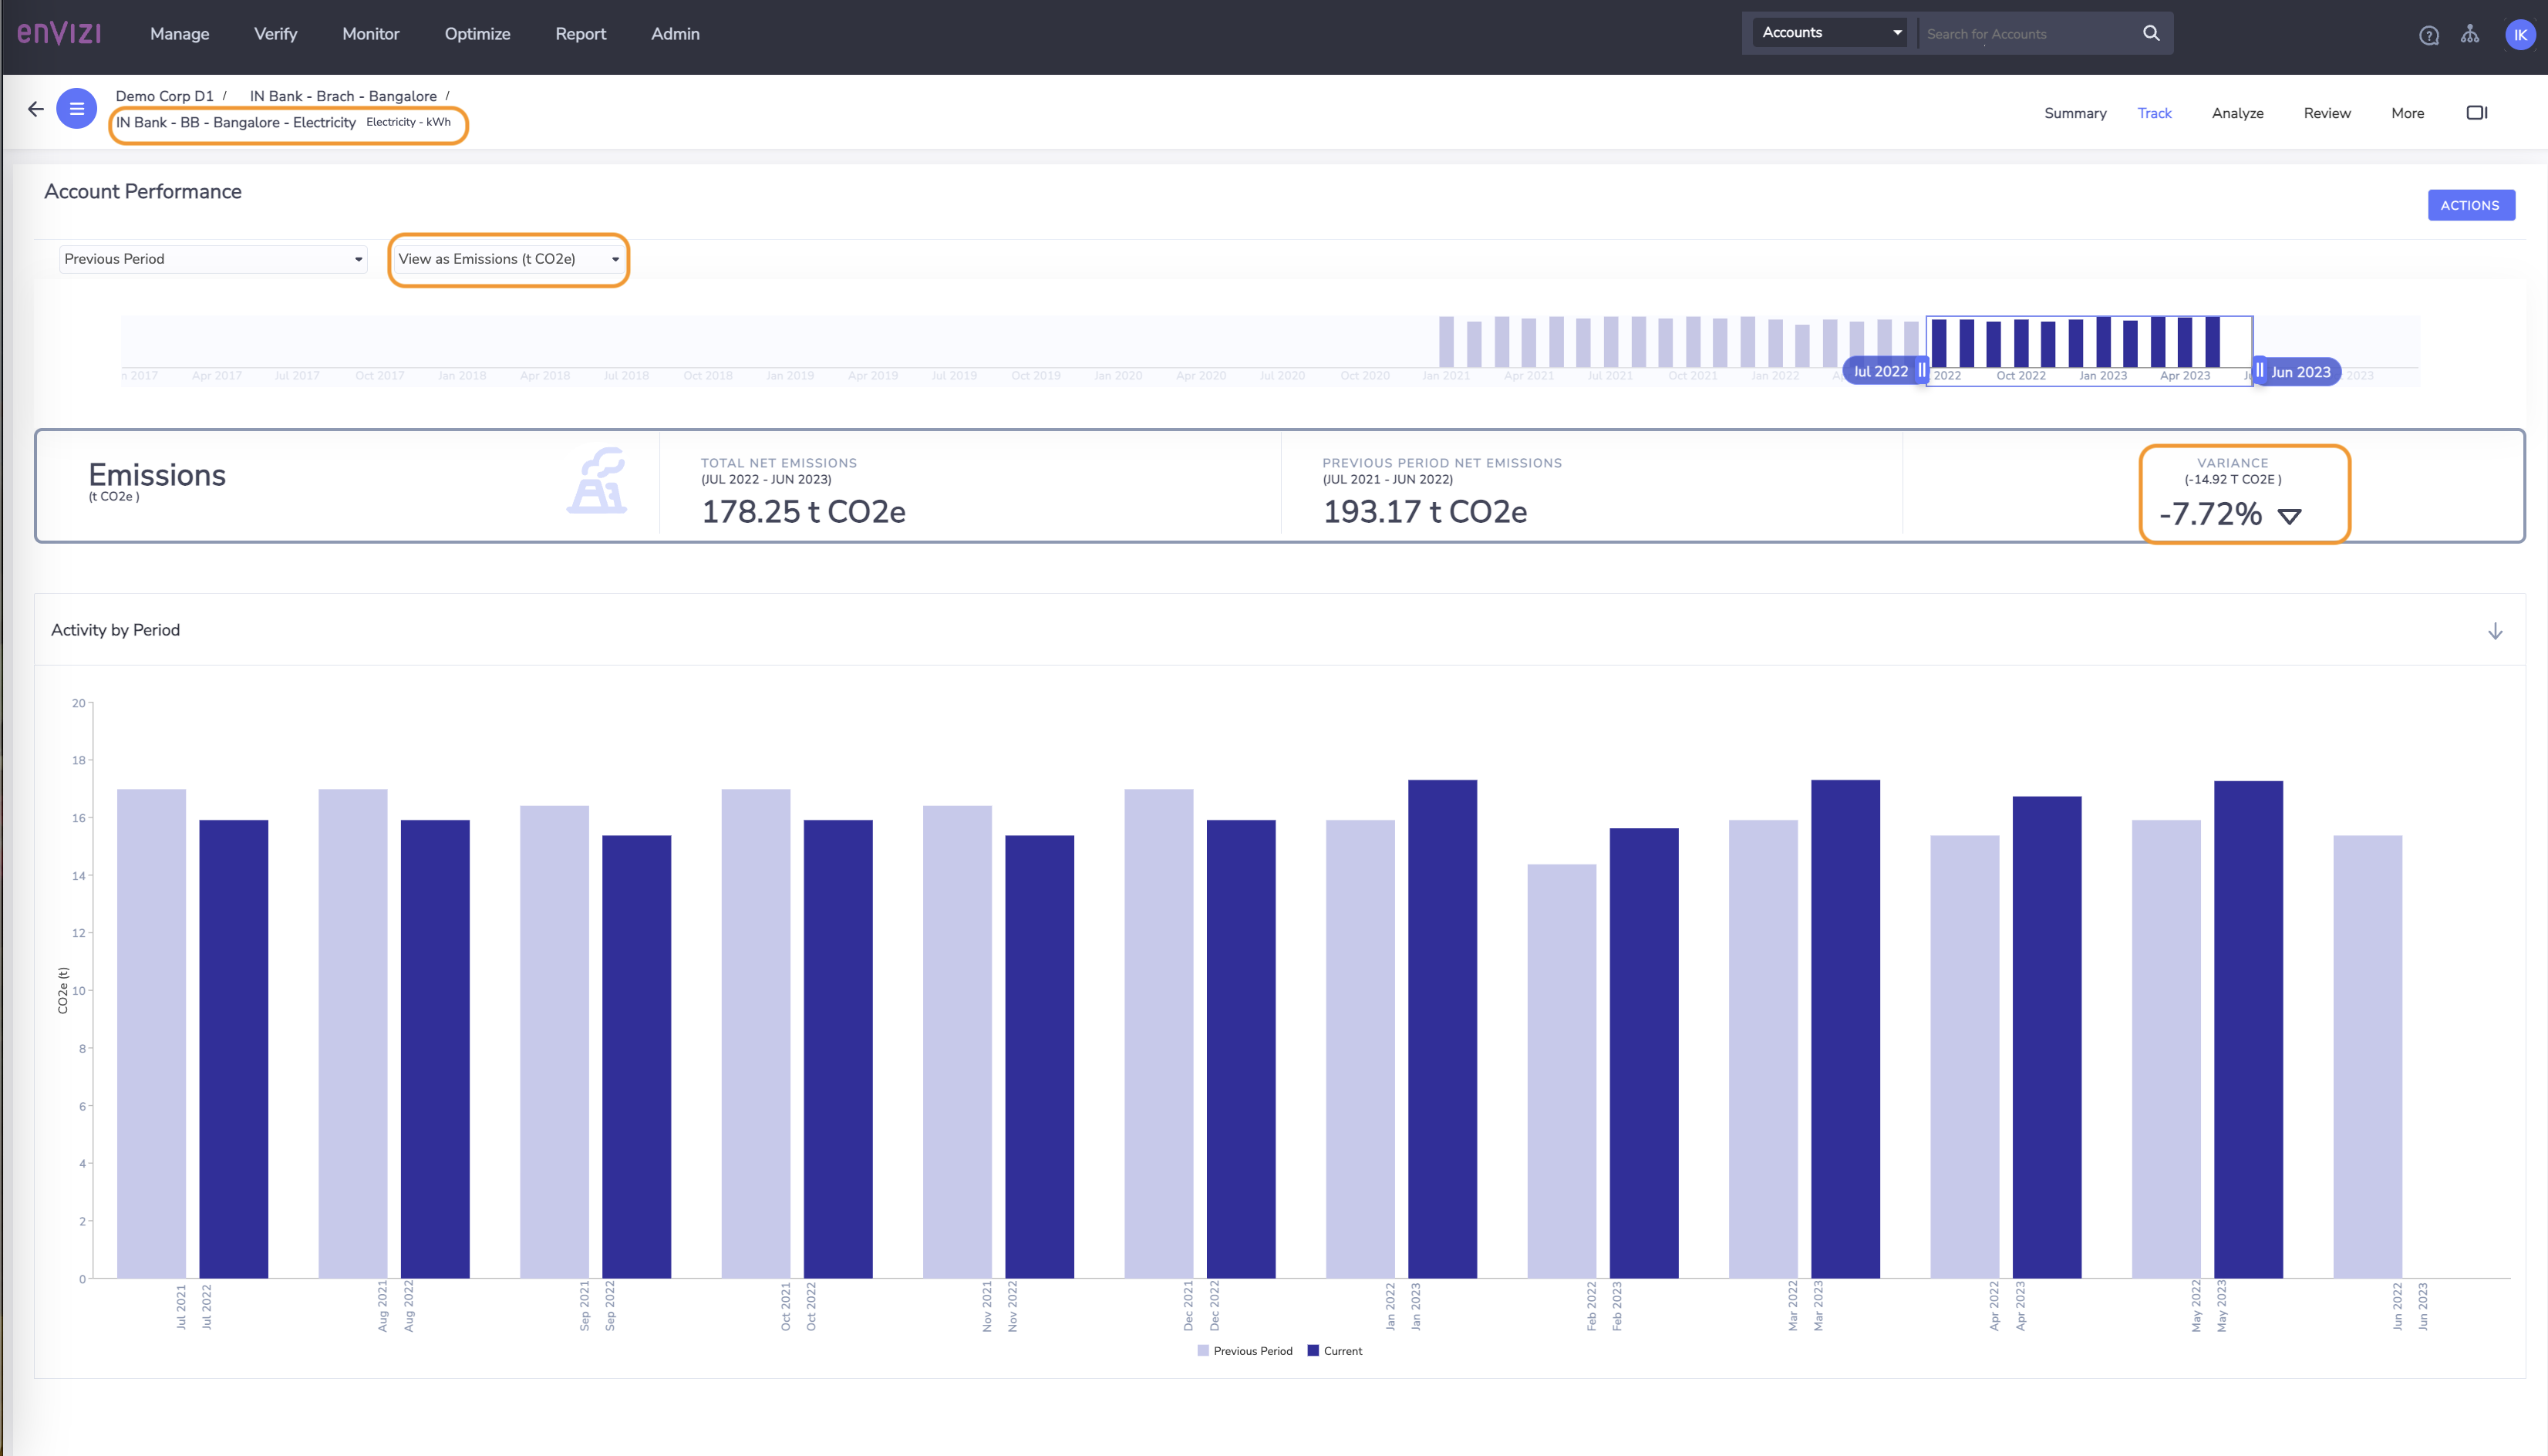 enVIZI
Manage Verify Monitor Optimize Report Admin
Accounts Search for Accounts
IK
Demo Corp D1 / IN Bank - Brach - Bangalore /
IN Bank - BB - Bangalore - Electricity Electricity - kWh
Summary Track Analyze Review More
Account Performance
ACTIONS
Previous Period View as Emissions (t CO2e)
n 2017 Apr 2017 Jul 2017 Oct 2017 Jan 2018 Apr 2018 Jul 2018 Oct 2018 Jan 2019 Apr 2019 Jul 2019 Oct 2019 Jan 2020 Apr 2020 Jul 2020 Oct 2020 Jan 2021 Apr 2021 Jul 2021 Oct 2021 Jan 2022 Jul 2022 2022 Oct 2022 Jan 2023 Apr 2023 Jun 2023 2023
Emissions
(t CO2e )
TOTAL NET EMISSIONS
(JUL 2022 - JUN 2023)
178.25 t CO2e
PREVIOUS PERIOD NET EMISSIONS
(JUL 2021 - JUN 2022)
193.17 t CO2e
VARIANCE
(-14.92 T CO2E )
-7.72%
Activity by Period
20
18
16
14
12
10
8
6
4
2
0
CO2e (t)
Jul 2021
Jul 2022
Aug 2021
Aug 2022
Sep 2021
Sep 2022
Oct 2021
Oct 2022
Nov 2021
Nov 2022
Dec 2021
Dec 2022
Jan 2022
Jan 2023
Feb 2022
Feb 2023
Mar 2022
Mar 2023
Apr 2022
Apr 2023
May 2022
May 2023
Jun 2022
Jun 2023
Previous Period Current